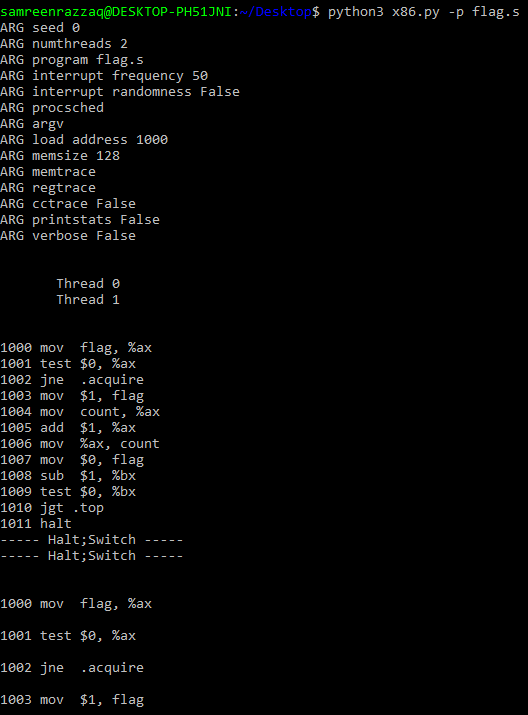 samreenrazzaq@DESKTOP-PH51JNI:~/Desktop$ python3 x86.py -p flag.s
ARG seed 0
ARG numthreads 2
ARG program flag.s
ARG interrupt frequency 50
ARG interrupt randomness False
ARG procsched
ARG argv
ARG load address 1000
ARG memsize 128
ARG memtrace
ARG regtrace
ARG cctrace False
ARG printstats False
ARG verbose False
Thread 0
Thread 1
1000 mov  flag, %ax
1001 test $0, %ax
1002 jne  .acquire
1003 mov  $1, flag
1004 mov  count, %ax
1005 add  $1, %ax
1006 mov  %ax, count
1007 mov  $0, flag
1008 sub  $1, %bx
1009 test $0, %bx
1010 jgt .top
1011 halt
----- Halt;Switch -----
----- Halt;Switch -----
1000 mov  flag, %ax
1001 test $0, %ax
1002 jne  .acquire
1003 mov  $1, flag